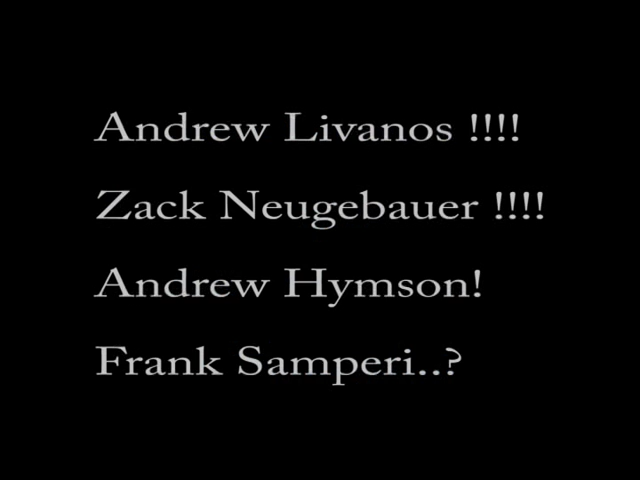 Andrew Livanos !!!!
Zack Neugebauer !!!!
Andrew Hymson!
Frank Samperi..?